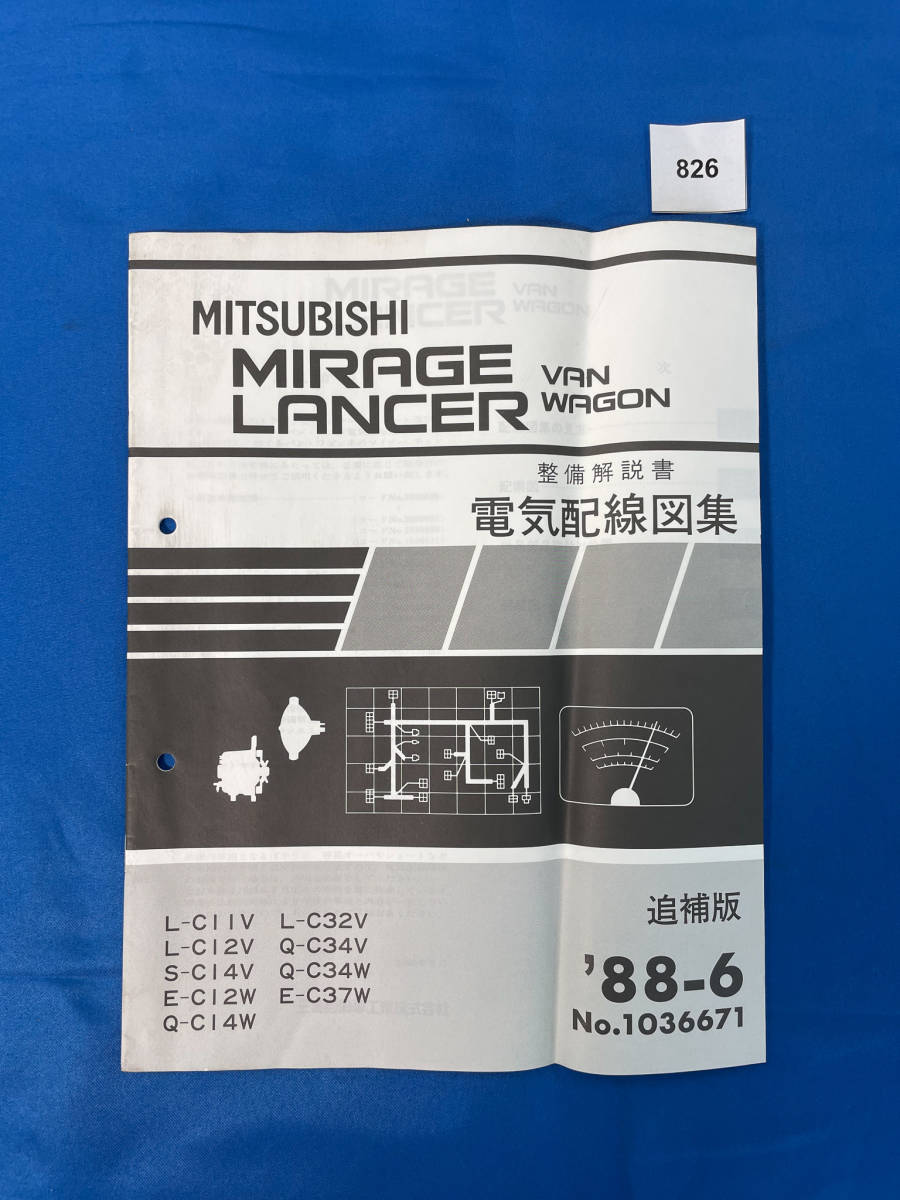 826
MITSUBISHI
MIRAGE
LANCER
VAN
WAGON
整備解説書
電気配線図集
L-C11V L-C32V
L-C12V Q-C34V
S-C14V Q-C34W
E-C12W E-C37W
Q-C14W
追補版
'88-6
No.1036671